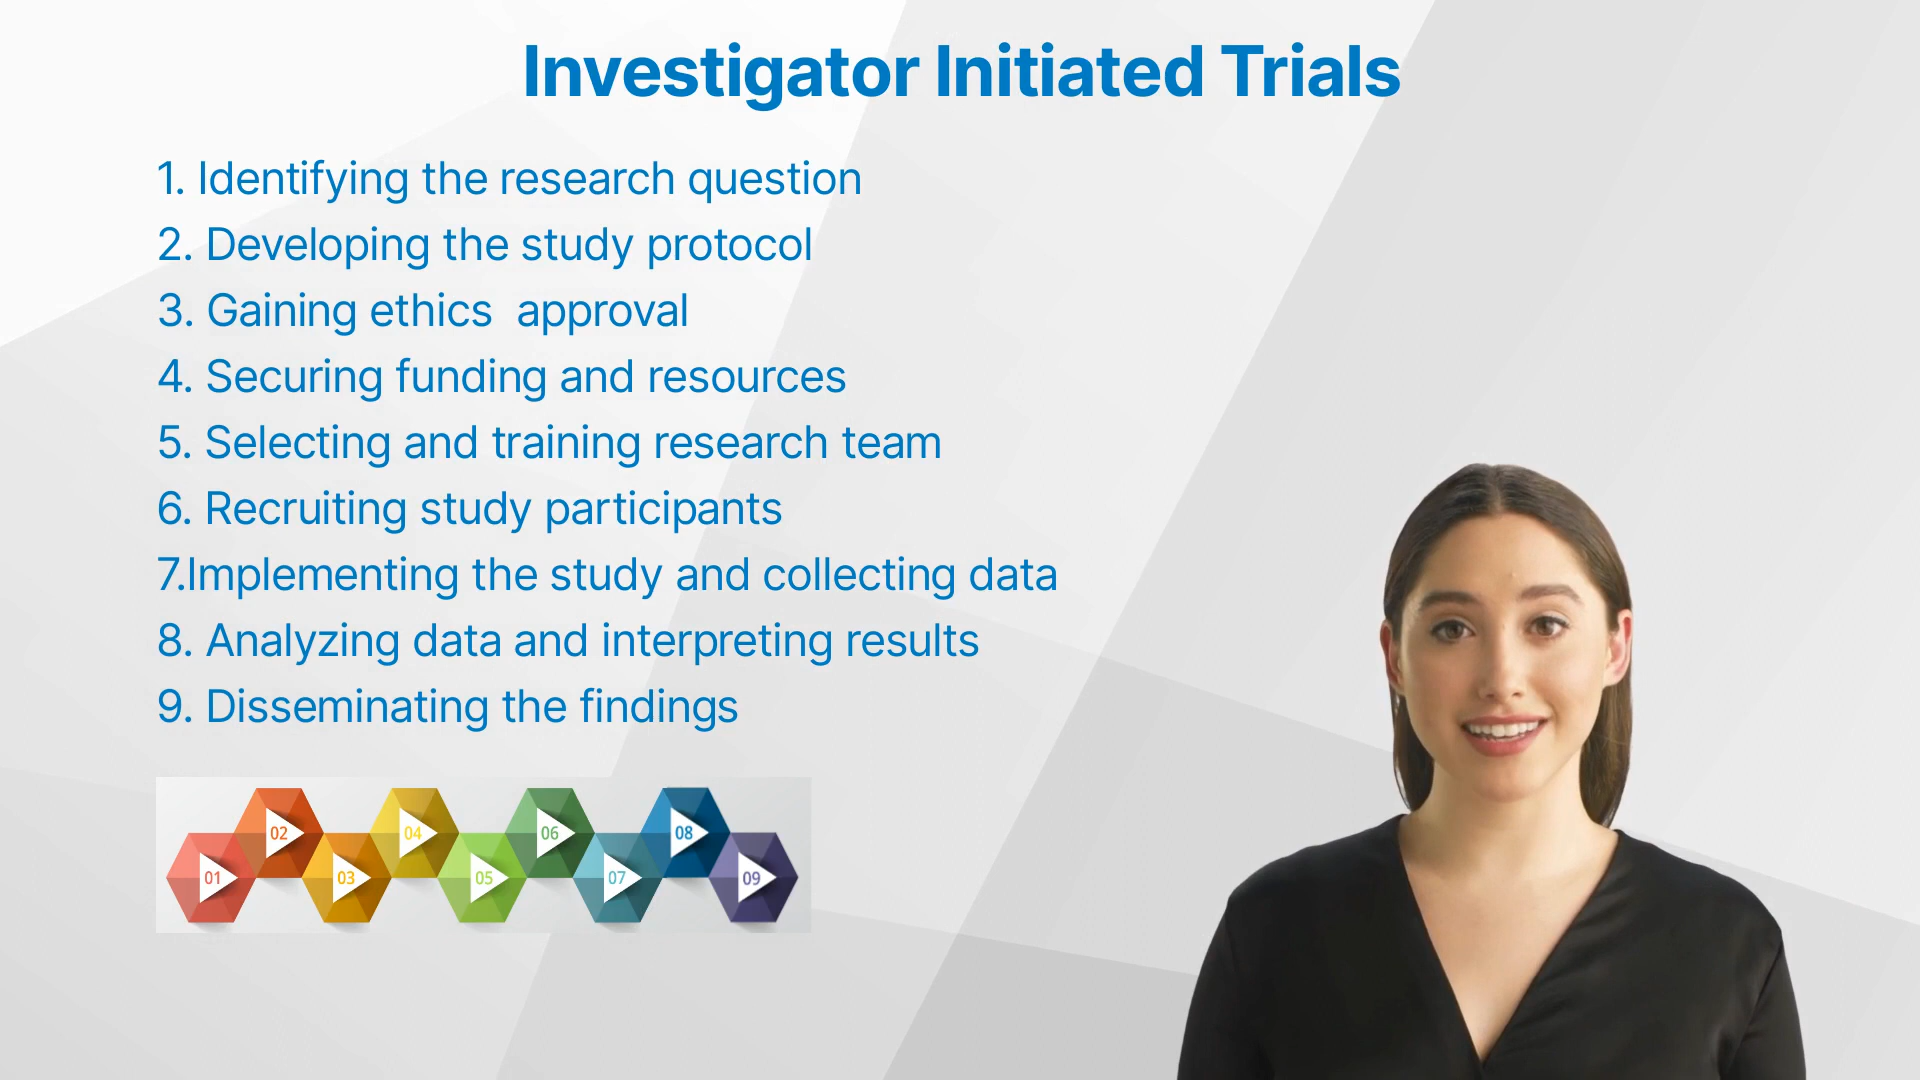 Investigator Initiated Trials
1. Identifying the research question
2. Developing the study protocol
3. Gaining ethics  approval
4. Securing funding and resources
5. Selecting and training research team
6. Recruiting study participants
7.Implementing the study and collecting data
8. Analyzing data and interpreting results
9. Disseminating the findings
01 02 03 04 05 06 07 08 09